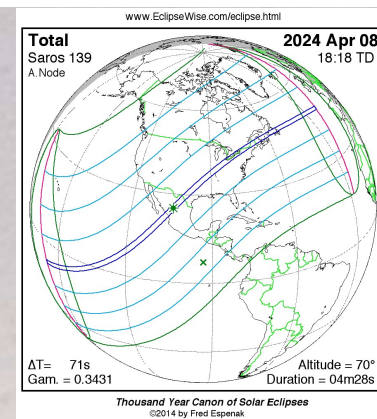 www.EclipseWise.com/eclipse.html
Total
2024 Apr 08
Saros 139
18:18 TD
A.Node
ΔT= 71s
Altitude = 70°
Gam. = 0.3431
Duration = 04m28s
Thousand Year Canon of Solar Eclipses
©2014 by Fred Espenak